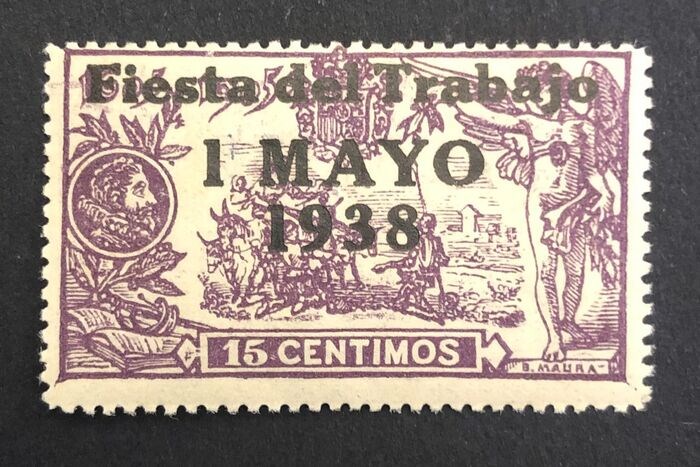 Fiesta del Trabajo
1 MAYO
1938
15 CENTIMOS
B. MAURA